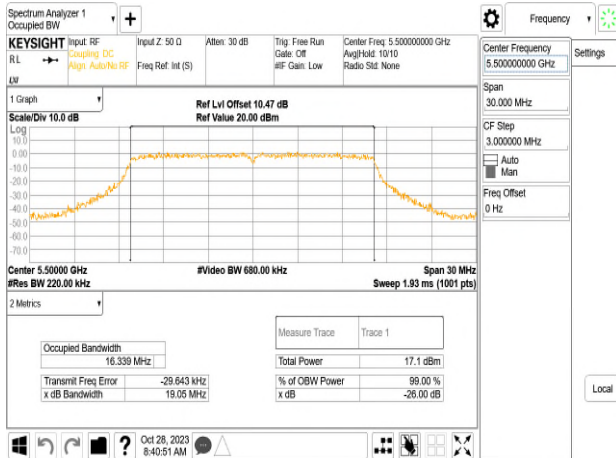 Spectrum Analyzer 1
Occupied BW
Frequency
KEYSIGHT
RL
Input: RF
Coupling: DC
Align: Auto/No RF
Input Z: 50 Ω
Freq Ref: Int (S)
Atten: 30 dB
Trig: Free Run
Gate: Off
#IF Gain: Low
Center Freq: 5.500000000 GHz
Avg|Hold: 10/10
Radio Std: None
Center Frequency
5.500000000 GHz
Settings
Span
30.000 MHz
CF Step
3.000000 MHz
Auto
Man
Freq Offset
0 Hz
1 Graph
Scale/Div 10.0 dB
Ref Lvl Offset 10.47 dB
Ref Value 20.00 dBm
Log
10.0
0.00
-10.0
-20.0
-30.0
-40.0
-50.0
-60.0
-70.0
Center 5.50000 GHz
#Video BW 680.00 kHz
Span 30 MHz
#Res BW 220.00 kHz
Sweep 1.93 ms (1001 pts)
2 Metrics
Measure Trace Trace 1
Occupied Bandwidth
16.339 MHz
Total Power 17.1 dBm
Transmit Freq Error -29.643 kHz
% of OBW Power 99.00 %
x dB Bandwidth 19.05 MHz
x dB -26.00 dB
Local
Oct 28, 2023
8:40:51 AM